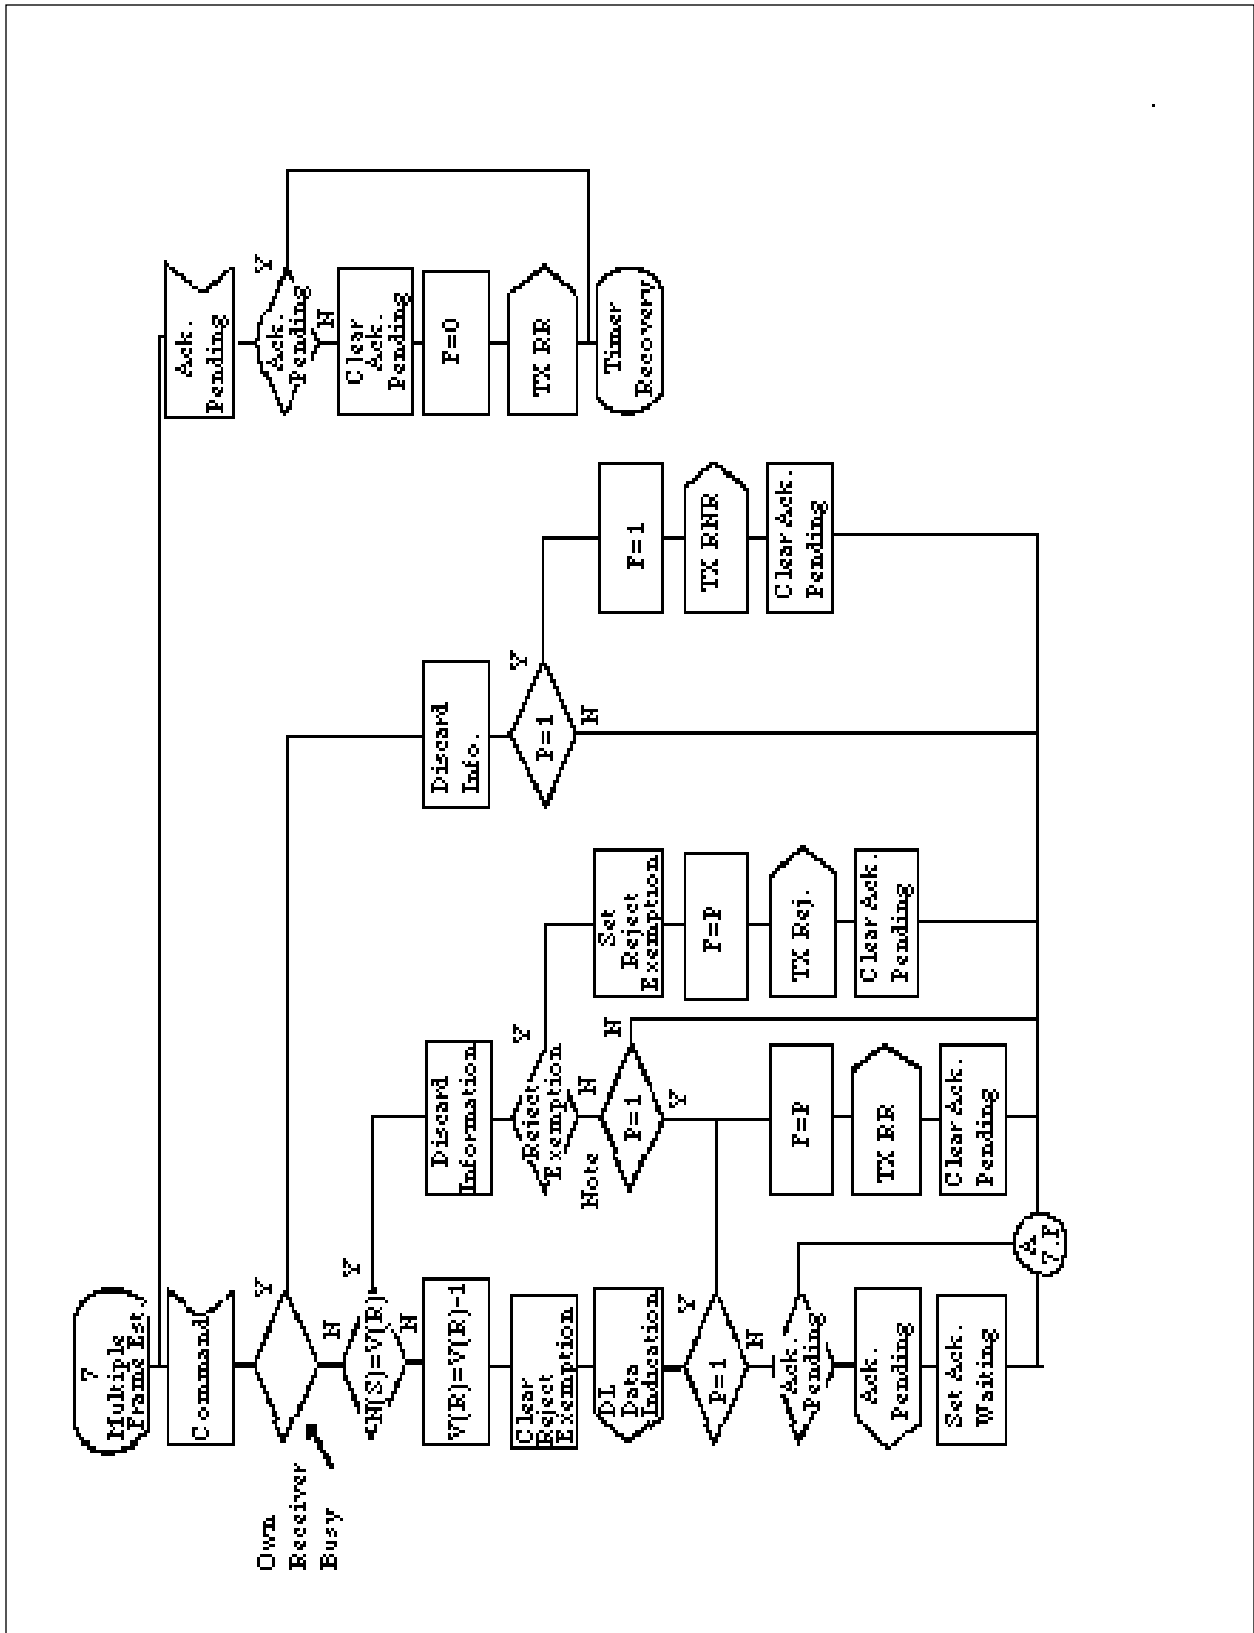 7
Multiple
Frame Est.
Command
Own
Receiver
Busy
Y
N
N(S)=V(R)
Y
N
V(R)=V(R)-1
Clear
Reject
Exemption
DL
Data
Indication
P=1
Y
N
Ack.
Pending
Ack.
Pending
Set Ack.
Waiting
Discard
Information
Reject
Exemption
Y
N
Note
P=1
N
Y
F=P
TX RR
Clear Ack.
Pending
A
7.F
Set
Reject
Exemption
F=P
TX Rej.
Clear Ack.
Pending
Discard
Info.
P=1
Y
N
F=1
TX RNR
Clear Ack.
Pending
Ack.
Pending
Ack.
Pending
Y
N
Clear
Ack.
Pending
F=0
TX RR
Timer
Recovery